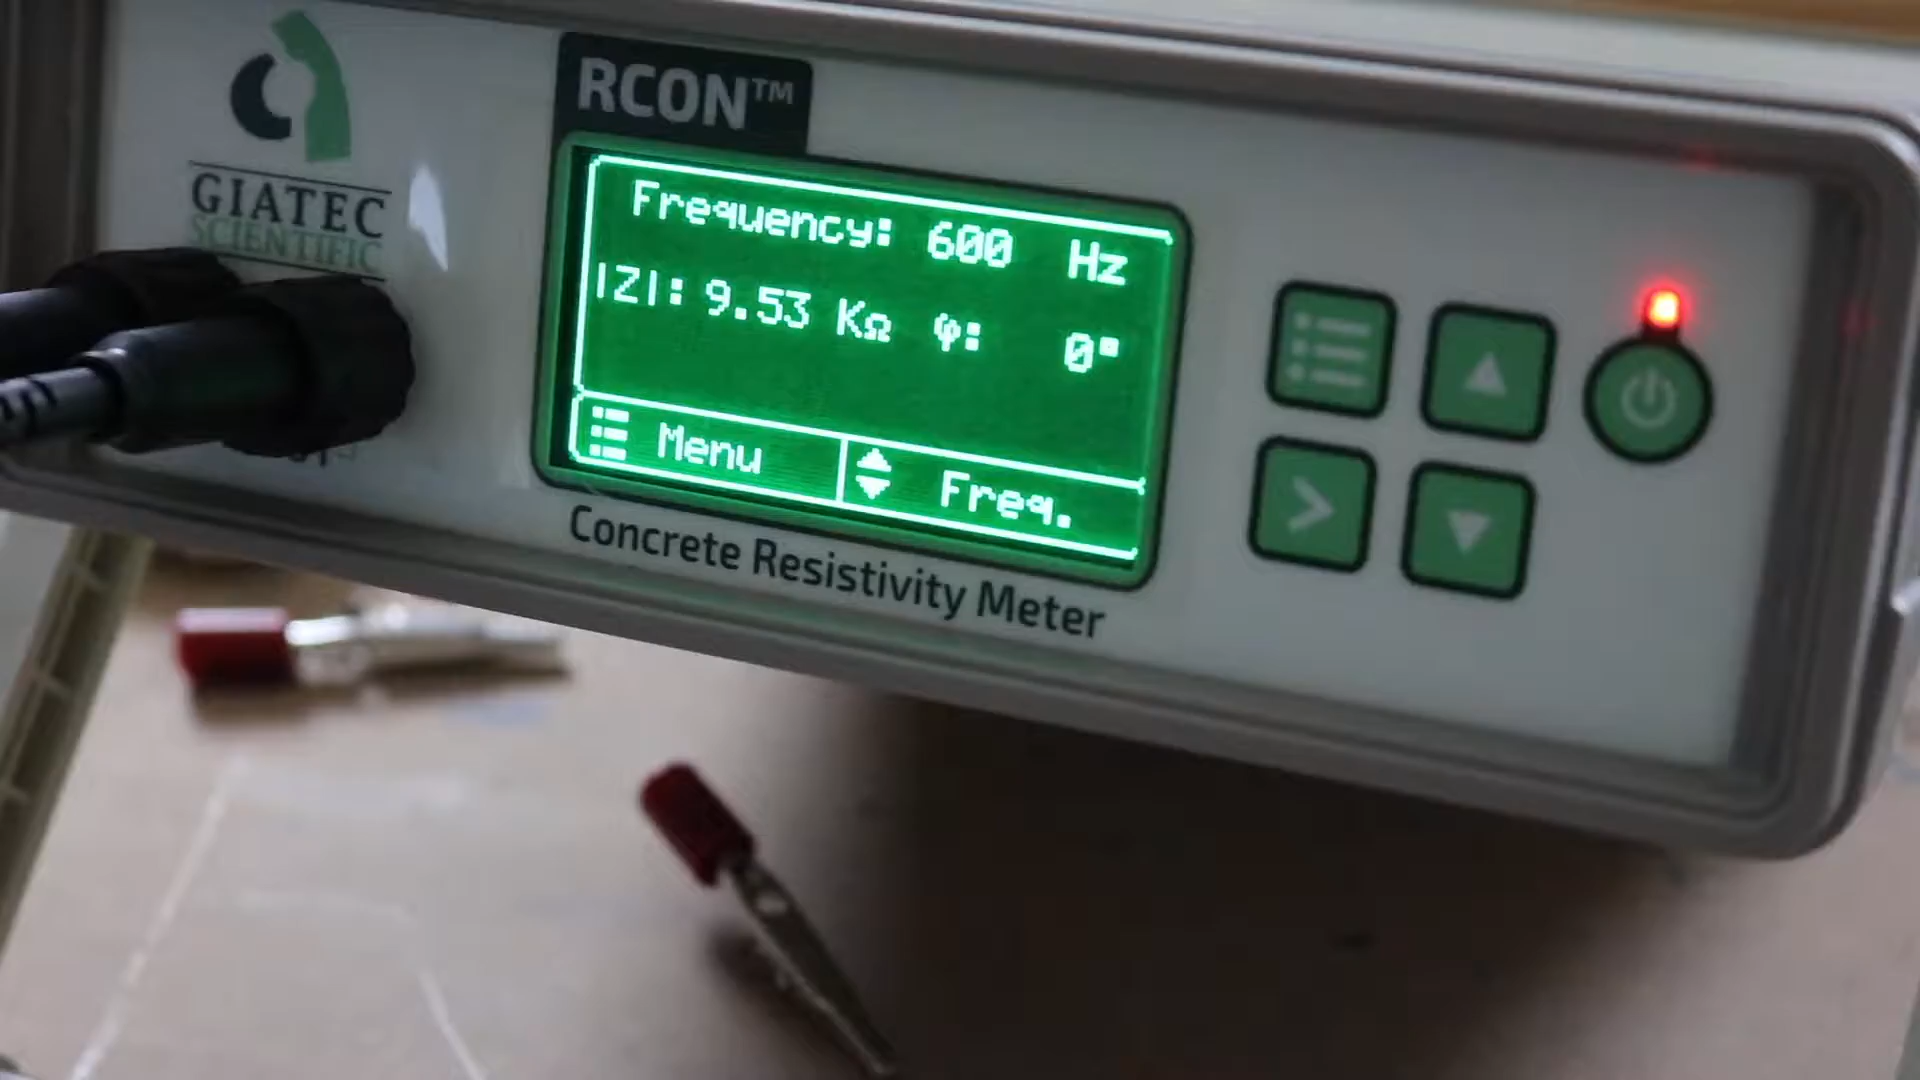 RCON™
GIATEC
SCIENTIFIC
Frequency: 600 Hz
|Z|: 9.53 KΩ φ: 0°
Menu
Freq.
Concrete Resistivity Meter